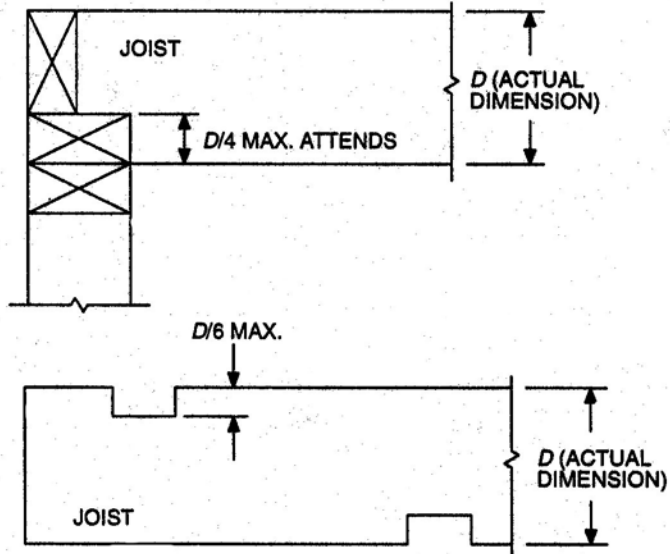 JOIST
D (ACTUAL
DIMENSION)
D/4 MAX. ATTENDS
D/6 MAX.
D (ACTUAL
DIMENSION)
JOIST